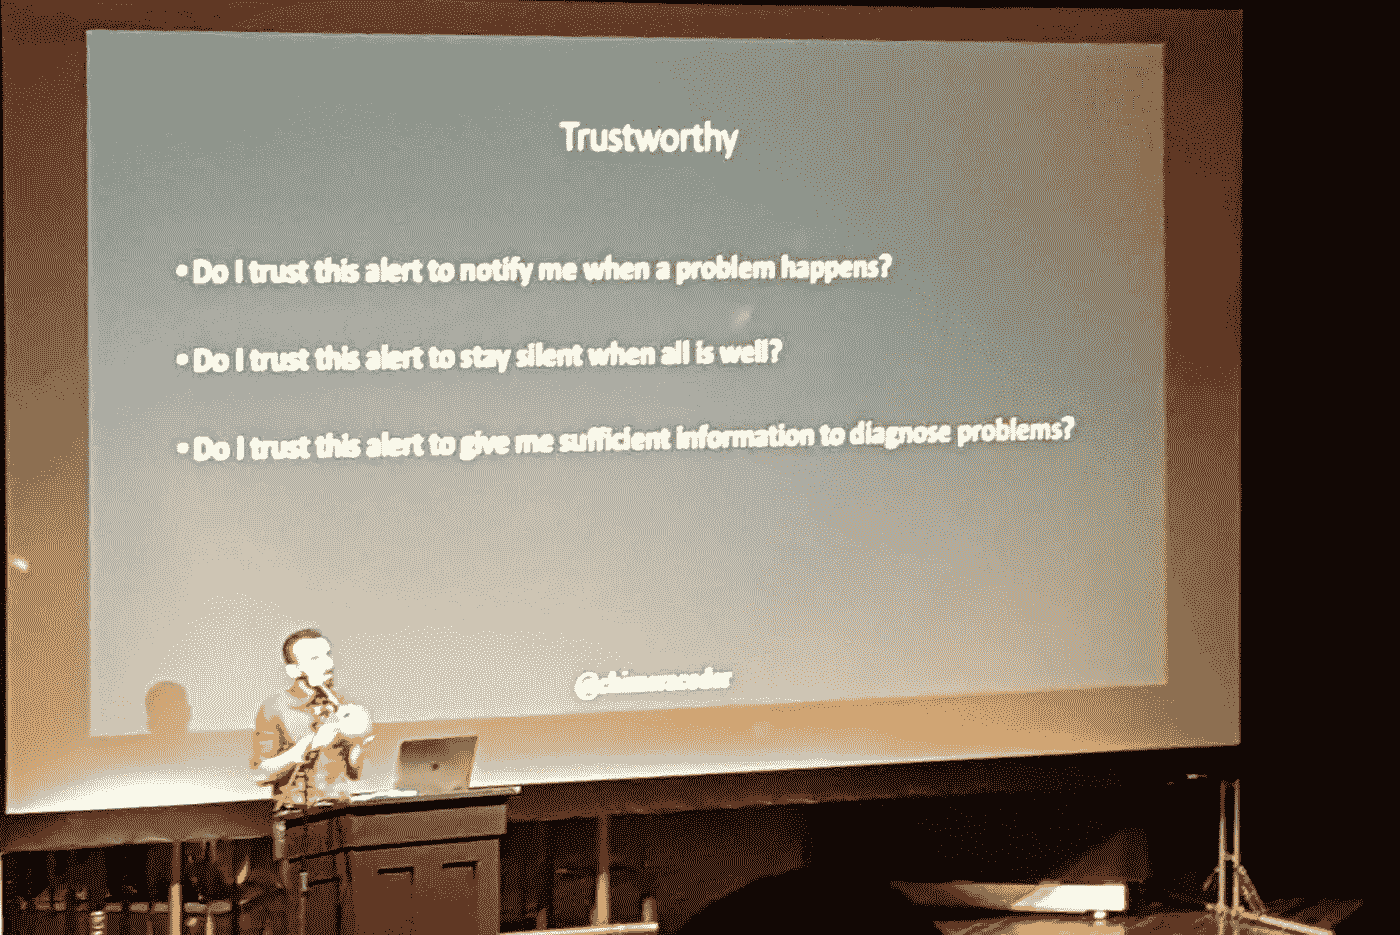 Trustworthy
• Do I trust this alert to notify me when a problem happens?
• Do I trust this alert to stay silent when all is well?
• Do I trust this alert to give me sufficient information to diagnose problems?
@chimeracoder